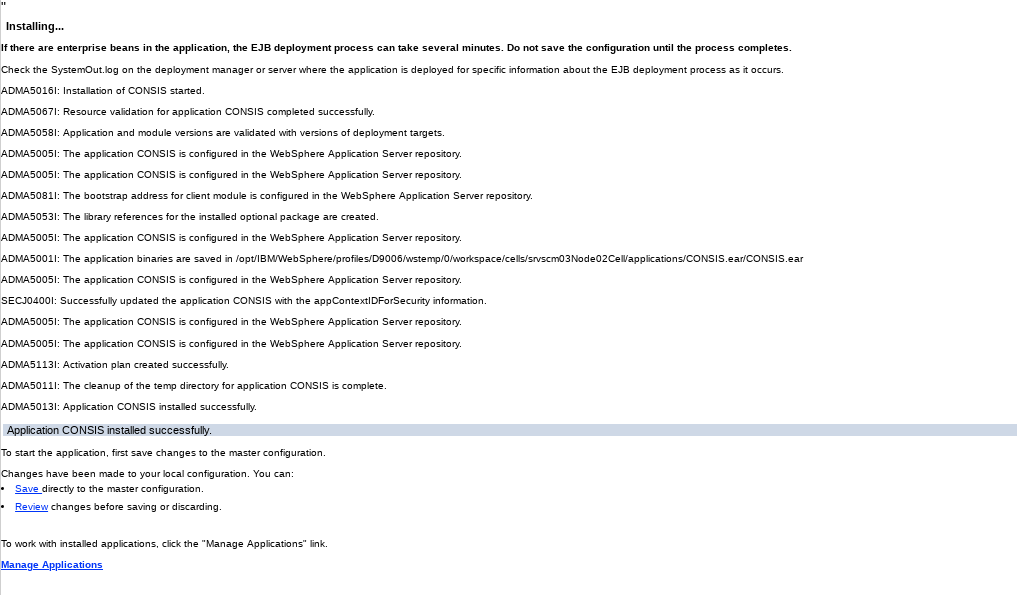 "
Installing...
If there are enterprise beans in the application, the EJB deployment process can take several minutes. Do not save the configuration until the process completes.
Check the SystemOut.log on the deployment manager or server where the application is deployed for specific information about the EJB deployment process as it occurs.
ADMA5016I: Installation of CONSIS started.
ADMA5067I: Resource validation for application CONSIS completed successfully.
ADMA5058I: Application and module versions are validated with versions of deployment targets.
ADMA5005I: The application CONSIS is configured in the WebSphere Application Server repository.
ADMA5005I: The application CONSIS is configured in the WebSphere Application Server repository.
ADMA5081I: The bootstrap address for client module is configured in the WebSphere Application Server repository.
ADMA5053I: The library references for the installed optional package are created.
ADMA5005I: The application CONSIS is configured in the WebSphere Application Server repository.
ADMA5001I: The application binaries are saved in /opt/IBM/WebSphere/profiles/D9006/wstemp/0/workspace/cells/srvscm03Node02Cell/applications/CONSIS.ear/CONSIS.ear
ADMA5005I: The application CONSIS is configured in the WebSphere Application Server repository.
SECJ0400I: Successfully updated the application CONSIS with the appContextIDForSecurity information.
ADMA5005I: The application CONSIS is configured in the WebSphere Application Server repository.
ADMA5005I: The application CONSIS is configured in the WebSphere Application Server repository.
ADMA5113I: Activation plan created successfully.
ADMA5011I: The cleanup of the temp directory for application CONSIS is complete.
ADMA5013I: Application CONSIS installed successfully.
Application CONSIS installed successfully.
To start the application, first save changes to the master configuration.
Changes have been made to your local configuration. You can:
• Save directly to the master configuration.
• Review changes before saving or discarding.
To work with installed applications, click the "Manage Applications" link.
Manage Applications